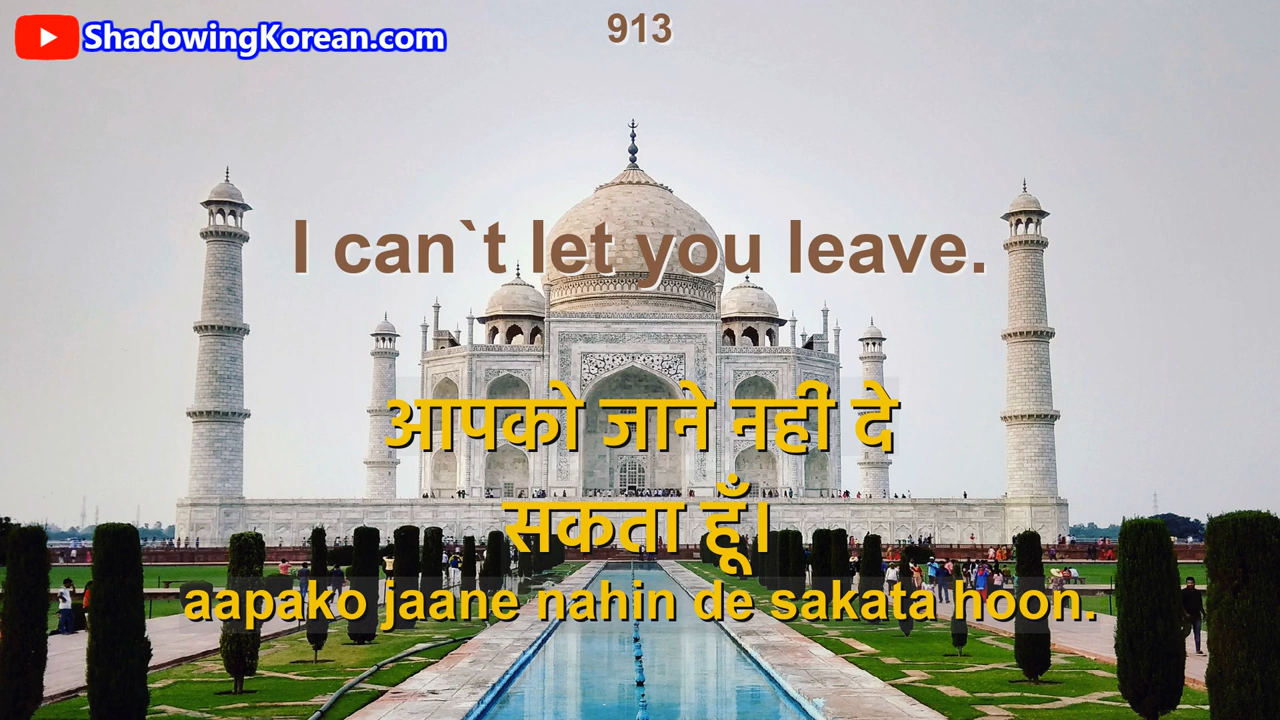 ShadowingKorean.com
913
I can`t let you leave.
आपको जाने नहीं दे
सकता हूँ।
aapako jaane nahin de sakata hoon.